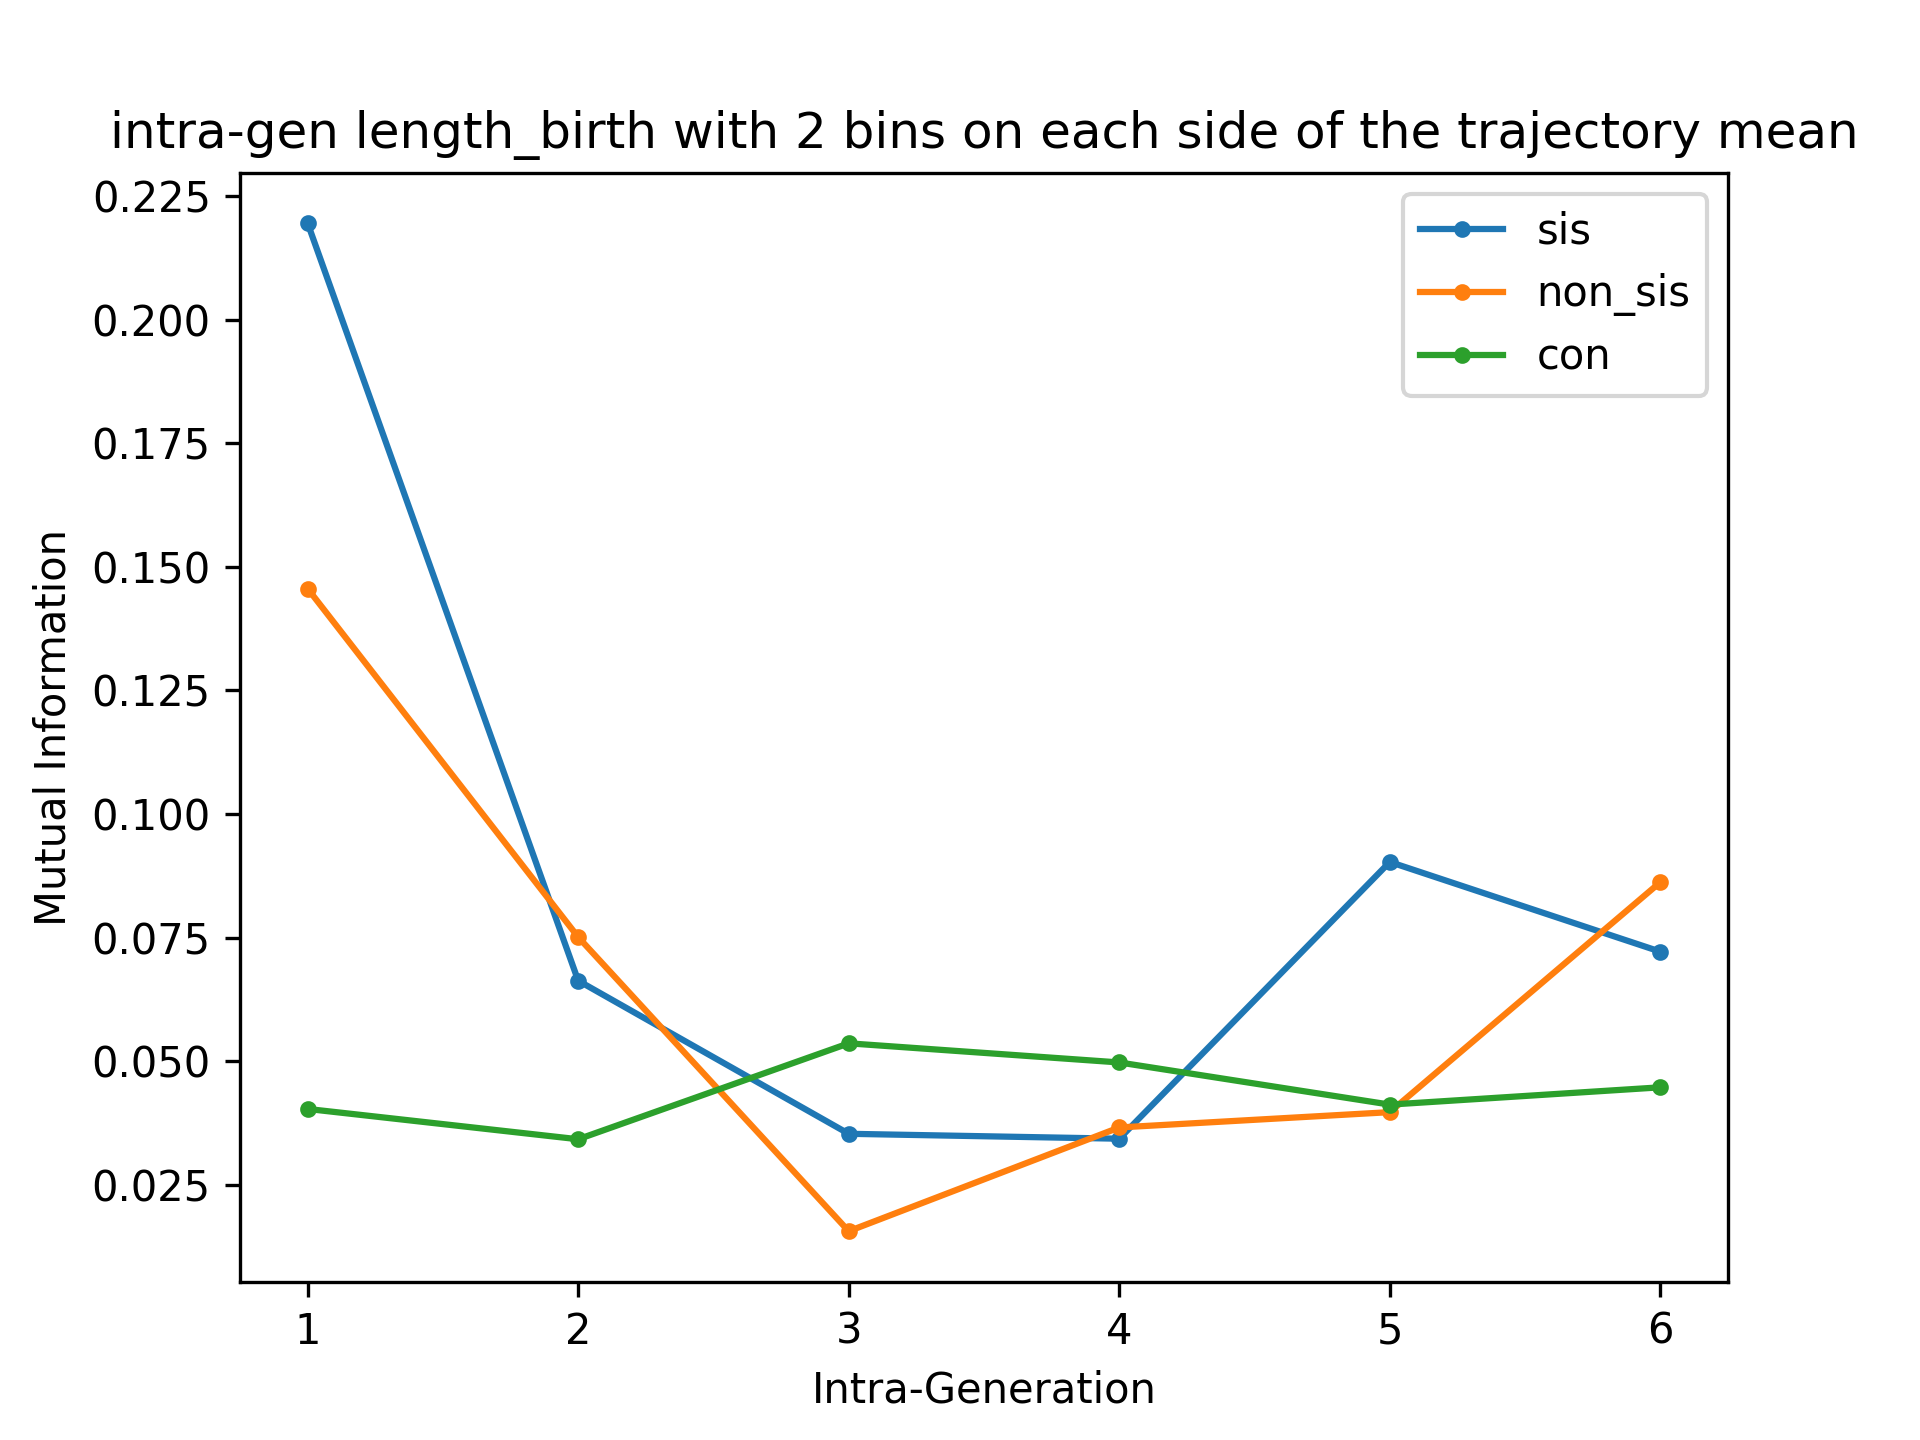 intra-gen length_birth with 2 bins on each side of the trajectory mean
0.225
0.200
0.175
0.150
0.125
0.100
0.075
0.050
0.025
Mutual Information
sis
non_sis
con
1 2 3 4 5 6
Intra-Generation